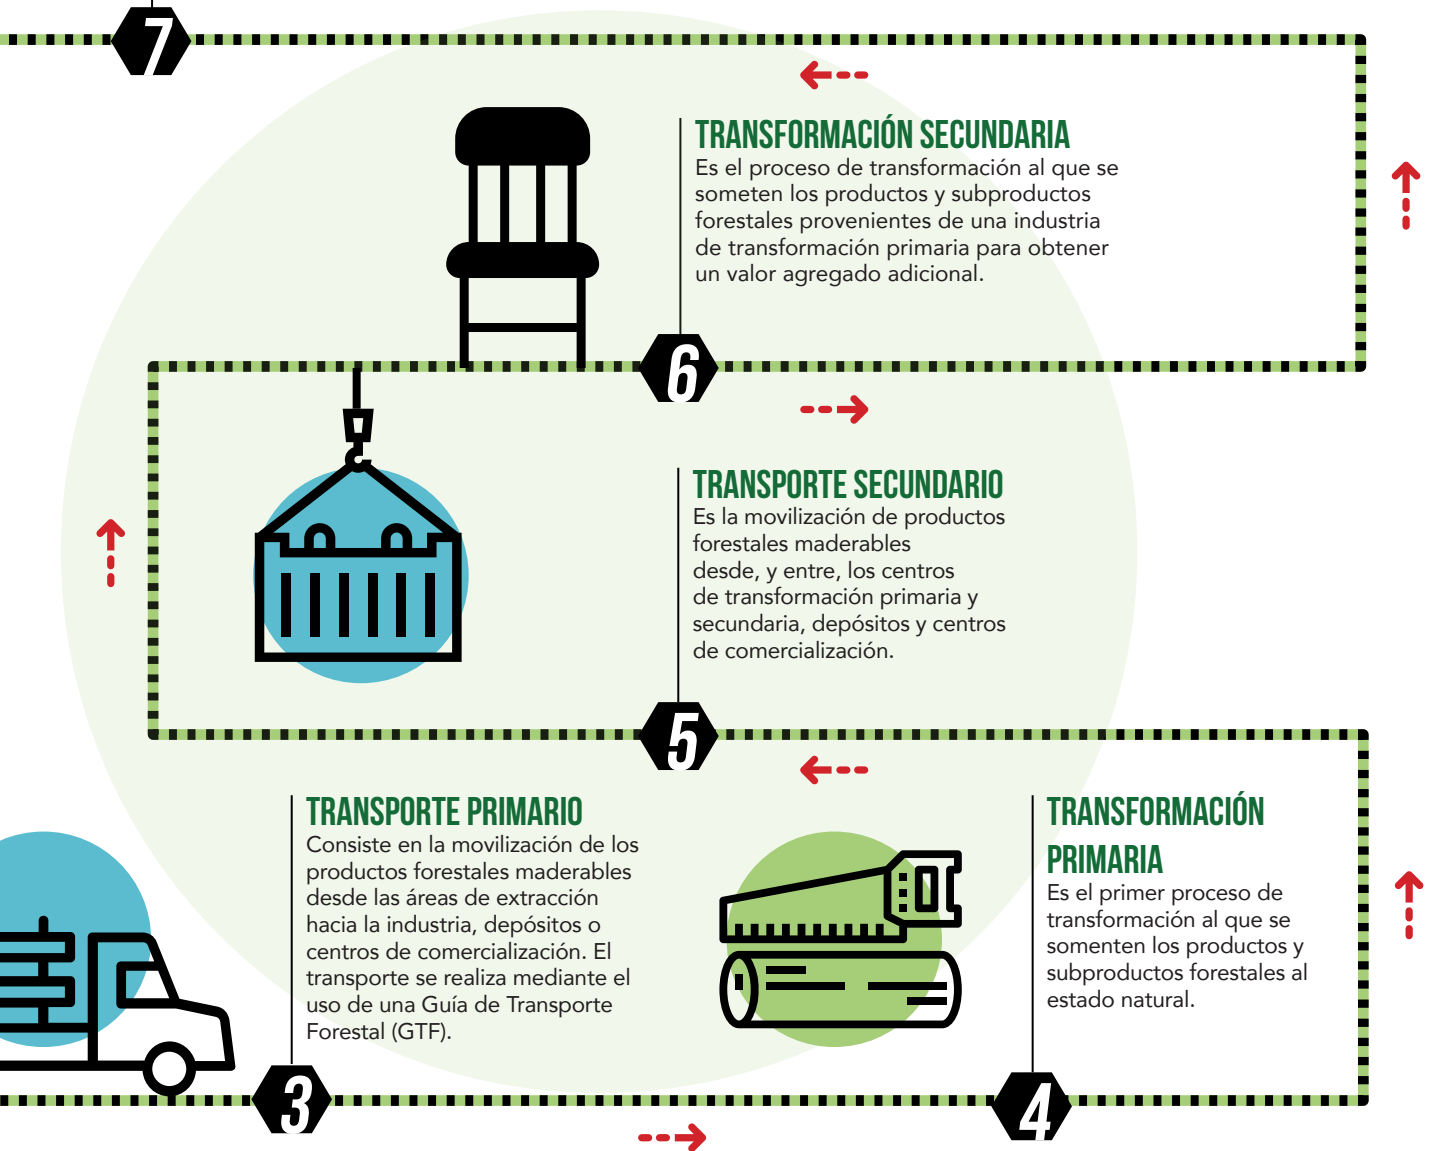 7
TRANSFORMACIÓN SECUNDARIA
Es el proceso de transformación al que se
someten los productos y subproductos
forestales provenientes de una industria
de transformación primaria para obtener
un valor agregado adicional.
6
TRANSPORTE SECUNDARIO
Es la movilización de productos
forestales maderables
desde, y entre, los centros
de transformación primaria y
secundaria, depósitos y centros
de comercialización.
5
TRANSPORTE PRIMARIO
Consiste en la movilización de los
productos forestales maderables
desde las áreas de extracción
hacia la industria, depósitos o
centros de comercialización. El
transporte se realiza mediante el
uso de una Guía de Transporte
Forestal (GTF).
3
TRANSFORMACIÓN
PRIMARIA
Es el primer proceso de
transformación al que se
somenten los productos y
subproductos forestales al
estado natural.
4